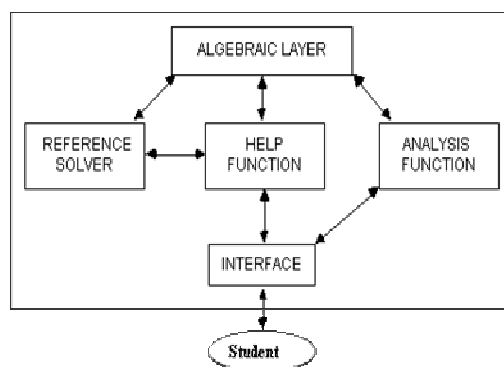 ALGEBRAIC LAYER
REFERENCE
SOLVER
HELP
FUNCTION
ANALYSIS
FUNCTION
INTERFACE
Student